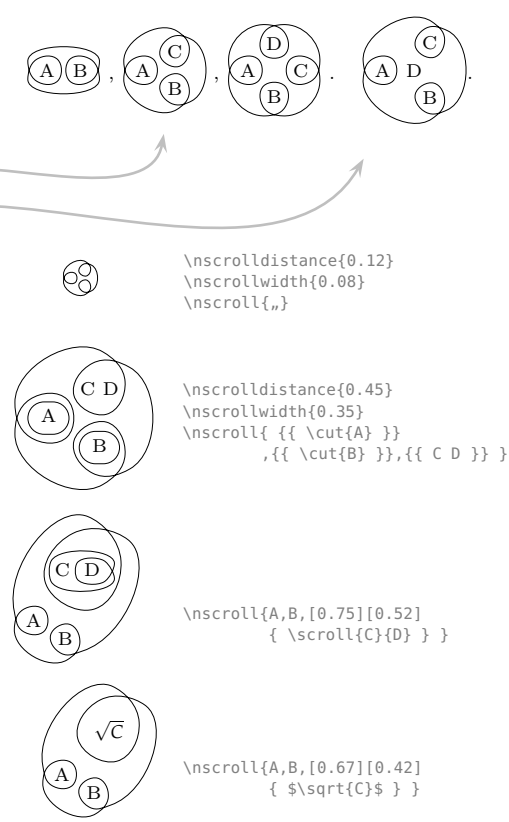 A B , A C B , A D C B . A D C B .
\nscrolldistance{0.12}
\nscrollwidth{0.08}
\nscroll{„}
\nscrolldistance{0.45}
C D
\nscrollwidth{0.35}
A
\nscroll{ {{ \cut{A} }}
B
,{{ \cut{B} }},{{ C D }} }
C D
A
\nscroll{A,B,[0.75][0.52]
B
{ \scroll{C}{D} } }
√C
A
\nscroll{A,B,[0.67][0.42]
B
{ $\sqrt{C}$ } }